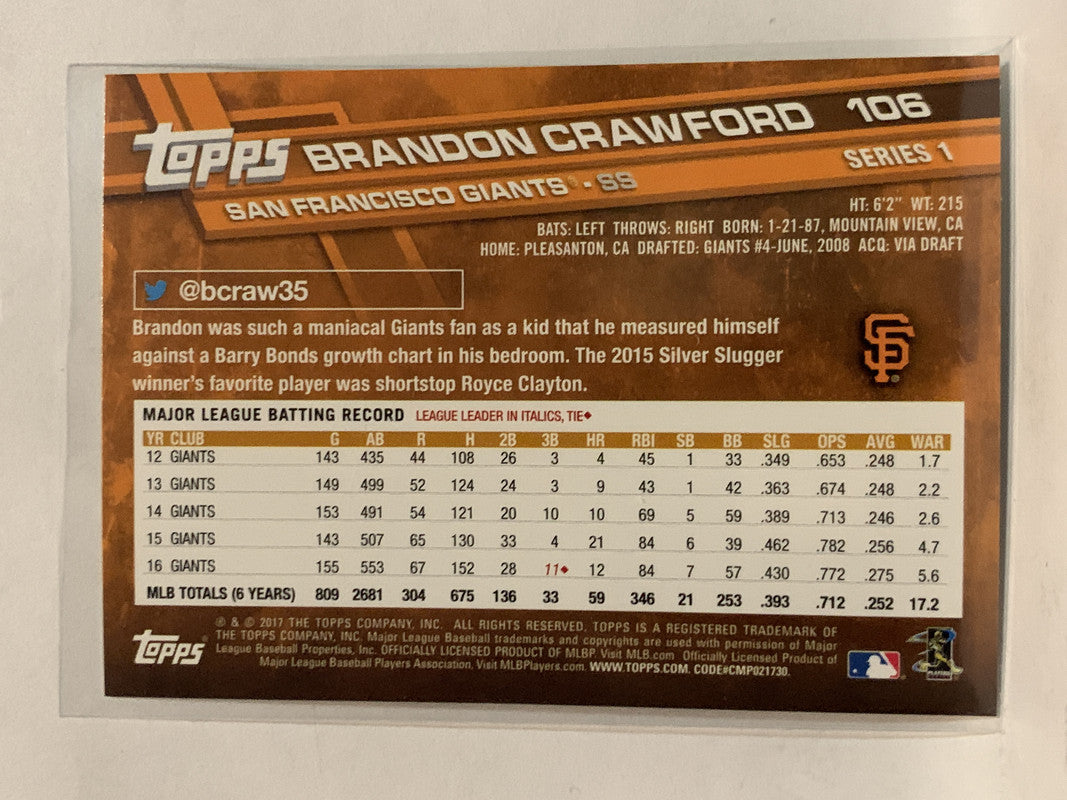 TOPPS BRANDON CRAWFORD 106
SAN FRANCISCO GIANTS® - SS SERIES 1
HT: 6'2" WT: 215
BATS: LEFT THROWS: RIGHT BORN: 1-21-87, MOUNTAIN VIEW, CA
HOME: PLEASANTON, CA DRAFTED: GIANTS #4-JUNE, 2008 ACQ: VIA DRAFT
@bcraw35
Brandon was such a maniacal Giants fan as a kid that he measured himself
against a Barry Bonds growth chart in his bedroom. The 2015 Silver Slugger
winner's favorite player was shortstop Royce Clayton.
SF
MAJOR LEAGUE BATTING RECORD LEAGUE LEADER IN ITALICS, TIE♦
YR CLUB G AB R H 2B 3B HR RBI SB BB SLG OPS AVG WAR
12 GIANTS 143 435 44 108 26 3 4 45 1 33 .349 .653 .248 1.7
13 GIANTS 149 499 52 124 24 3 9 43 1 42 .363 .674 .248 2.2
14 GIANTS 153 491 54 121 20 10 10 69 5 59 .389 .713 .246 2.6
15 GIANTS 143 507 65 130 33 4 21 84 6 39 .462 .782 .256 4.7
16 GIANTS 155 553 67 152 28 11♦ 12 84 7 57 .430 .772 .275 5.6
MLB TOTALS (6 YEARS) 809 2681 304 675 136 33 59 346 21 253 .393 .712 .252 17.2
® & © 2017 THE TOPPS COMPANY, INC. ALL RIGHTS RESERVED. TOPPS IS A REGISTERED TRADEMARK OF
THE TOPPS COMPANY, INC. Major League Baseball trademarks and copyrights are used with permission of Major
League Baseball Properties, Inc. OFFICIALLY LICENSED PRODUCT OF MLBP. Visit MLB.com Officially Licensed Product of
Major League Baseball Players Association, Visit MLBPlayers.com. WWW.TOPPS.COM. CODE#CMP021730.
TOPPS®